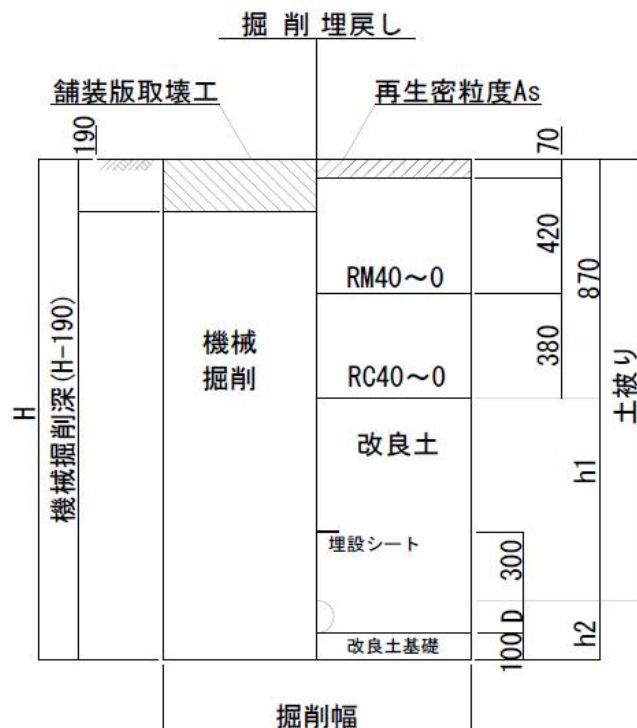 掘 削 埋戻し
舗装版取壊工
再生密粒度As
190
70
420
870
RM40～0
機械
掘削
RC40～0
380
機械掘削深(H-190)
H
土被り
改良土
h1
埋設シート
300
D
h2
改良土基礎
100
掘削幅